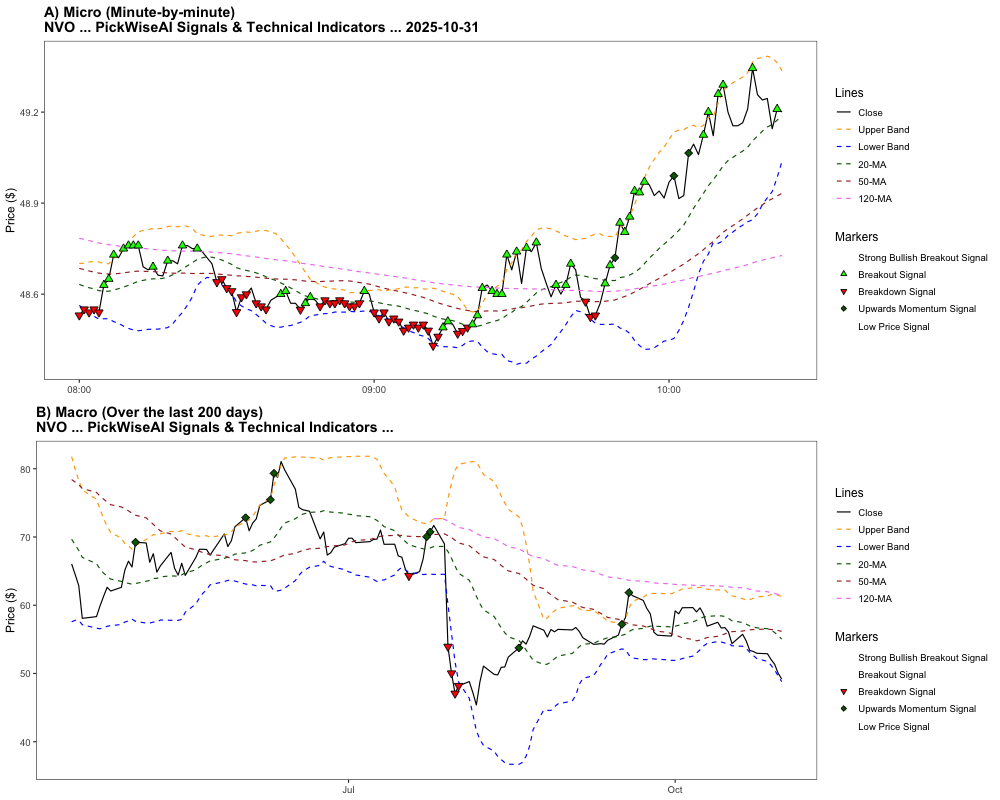 A) Micro (Minute-by-minute)
NVO ... PickWiseAI Signals & Technical Indicators ... 2025-10-31
Price ($)
49.2
48.9
48.6
08:00
09:00
10:00
Lines
Close
Upper Band
Lower Band
20-MA
50-MA
120-MA
Markers
Strong Bullish Breakout Signal
Breakout Signal
Breakdown Signal
Upwards Momentum Signal
Low Price Signal
B) Macro (Over the last 200 days)
NVO ... PickWiseAI Signals & Technical Indicators ...
Price ($)
80
70
60
50
40
Jul
Oct
Lines
Close
Upper Band
Lower Band
20-MA
50-MA
120-MA
Markers
Strong Bullish Breakout Signal
Breakout Signal
Breakdown Signal
Upwards Momentum Signal
Low Price Signal